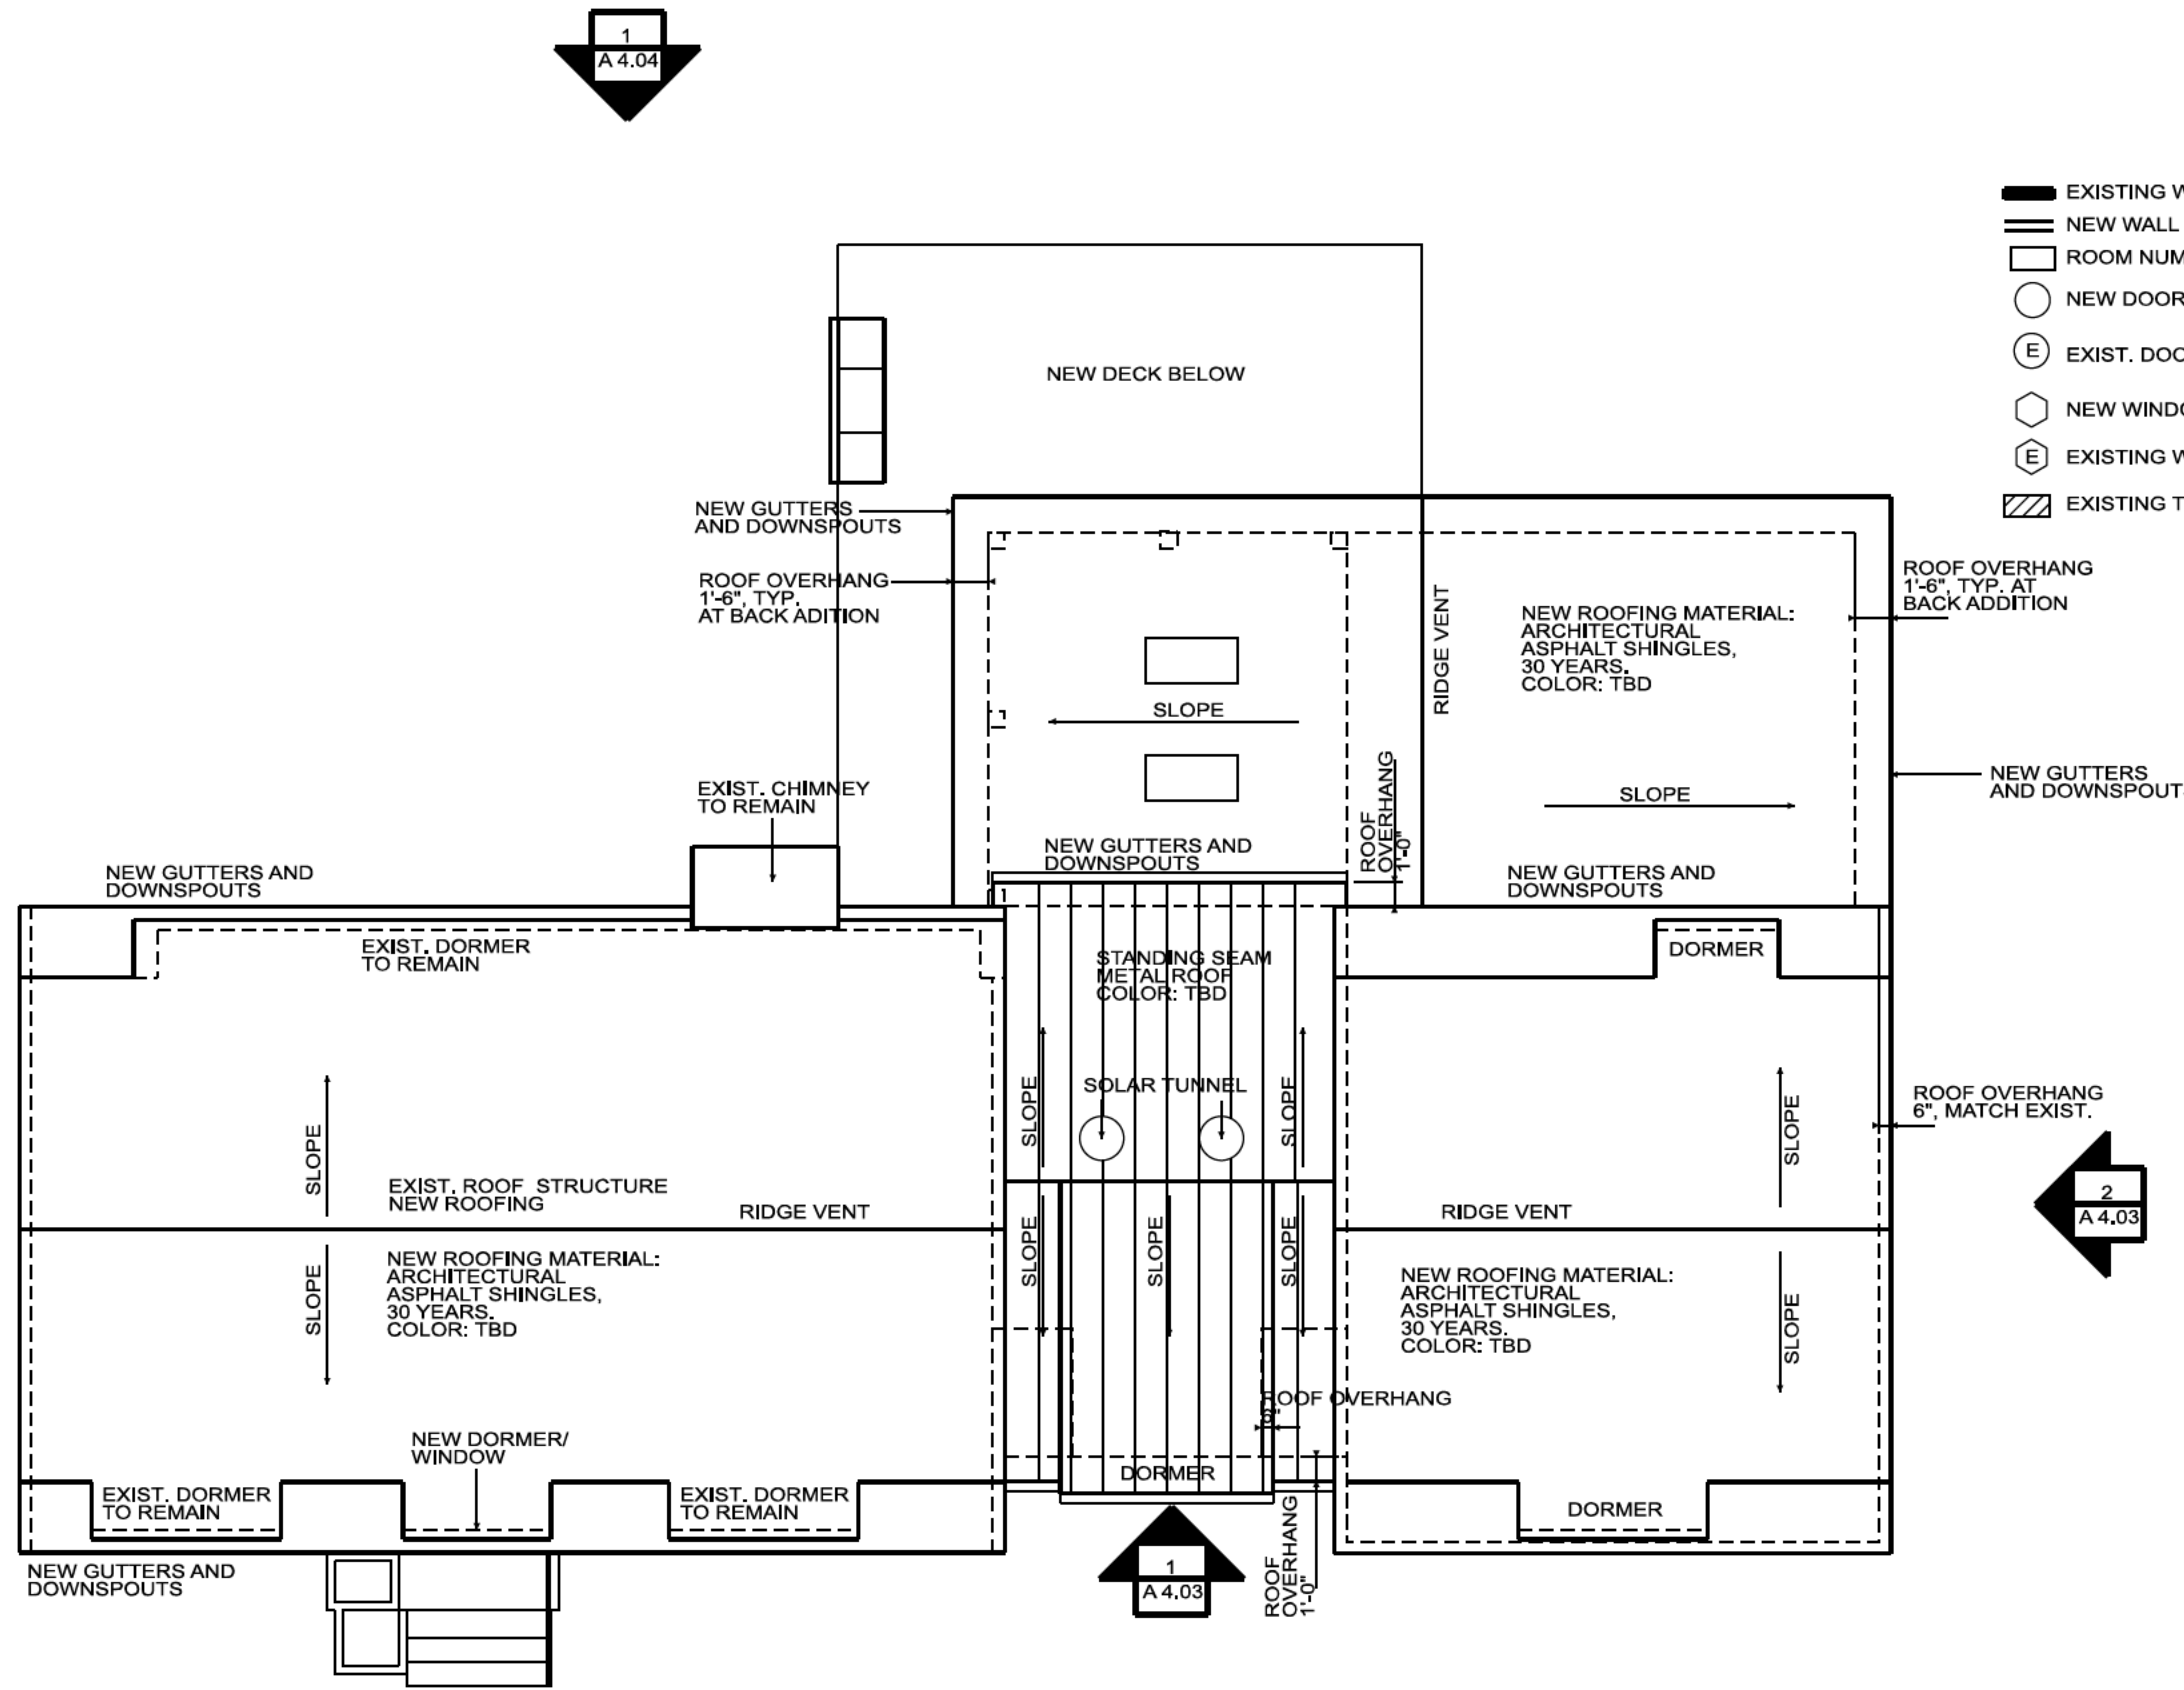 1
A 4.04
EXISTING W
NEW WALL
ROOM NUM
NEW DOOR
E
EXIST. DOO
NEW WINDO
E
EXISTING W
EXISTING T
NEW DECK BELOW
NEW GUTTERS
AND DOWNSPOUTS
ROOF OVERHANG
1'-6", TYP.
AT BACK ADITION
RIDGE VENT
NEW ROOFING MATERIAL:
ARCHITECTURAL
ASPHALT SHINGLES,
30 YEARS.
COLOR: TBD
ROOF OVERHANG
1'-6", TYP. AT
BACK ADDITION
SLOPE
SLOPE
NEW GUTTERS
AND DOWNSPOUT
EXIST. CHIMNEY
TO REMAIN
ROOF
OVERHANG
1'-0"
NEW GUTTERS AND
DOWNSPOUTS
NEW GUTTERS AND
DOWNSPOUTS
NEW GUTTERS AND
DOWNSPOUTS
EXIST. DORMER
TO REMAIN
STANDING SEAM
METAL ROOF
COLOR: TBD
DORMER
SOLAR TUNNEL
SLOPE
SLOPE
SLOPE
SLOPE
ROOF OVERHANG
6", MATCH EXIST.
EXIST. ROOF STRUCTURE
NEW ROOFING
RIDGE VENT
RIDGE VENT
2
A 4.03
SLOPE
NEW ROOFING MATERIAL:
ARCHITECTURAL
ASPHALT SHINGLES,
30 YEARS.
COLOR: TBD
SLOPE
SLOPE
SLOPE
NEW ROOFING MATERIAL:
ARCHITECTURAL
ASPHALT SHINGLES,
30 YEARS.
COLOR: TBD
SLOPE
ROOF OVERHANG
NEW DORMER/
WINDOW
DORMER
EXIST. DORMER
TO REMAIN
EXIST. DORMER
TO REMAIN
DORMER
NEW GUTTERS AND
DOWNSPOUTS
1
A 4.03
ROOF
OVERHANG
1'-0"